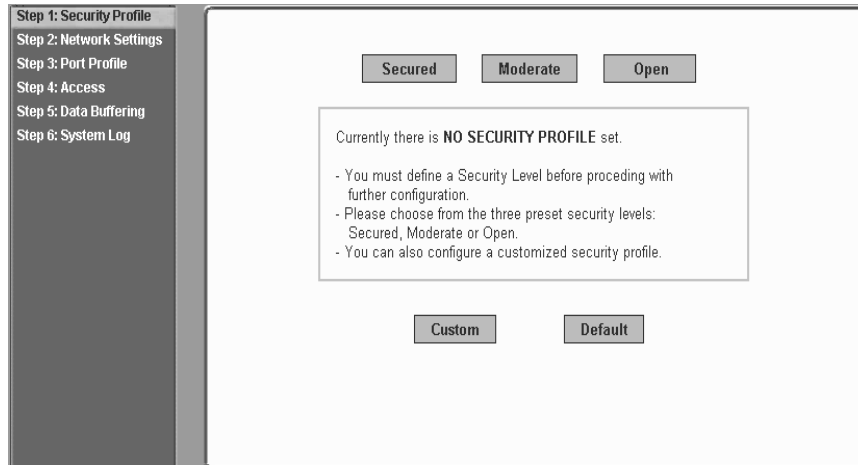 Step 1: Security Profile
Step 2: Network Settings
Step 3: Port Profile
Step 4: Access
Step 5: Data Buffering
Step 6: System Log
Secured
Moderate
Open
Currently there is NO SECURITY PROFILE set.
- You must define a Security Level before proceding with
further configuration.
- Please choose from the three preset security levels:
Secured, Moderate or Open.
- You can also configure a customized security profile.
Custom
Default